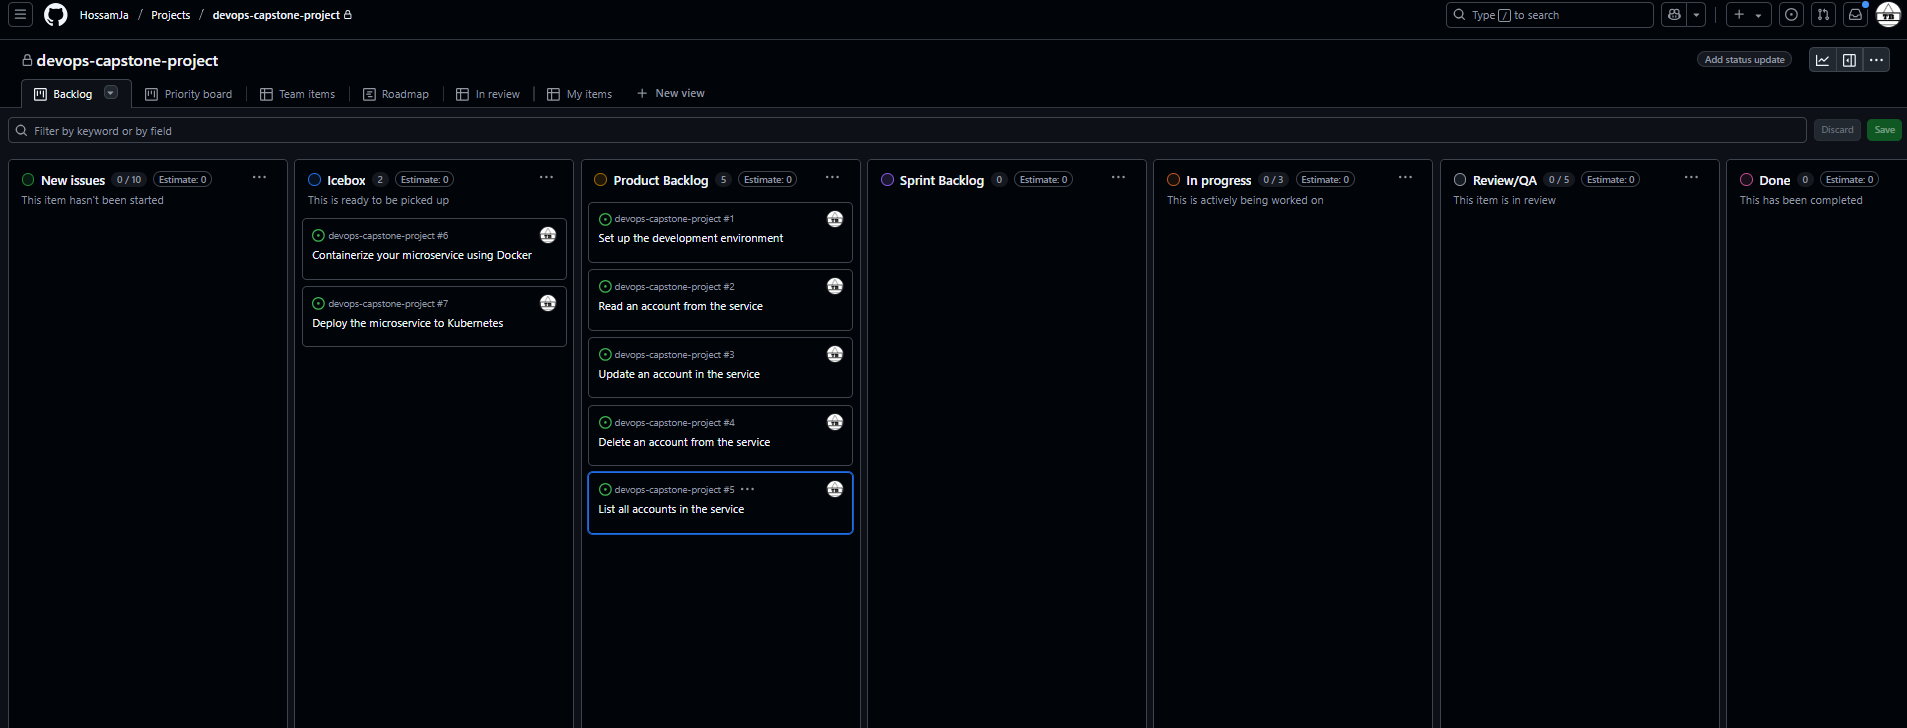 HossamJa / Projects / devops-capstone-project
Type / to search
devops-capstone-project
Add status update
Backlog
Priority board
Team items
Roadmap
In review
My items
New view
Filter by keyword or by field
Discard
Save
New issues 0 / 10 Estimate: 0
This item hasn't been started
Icebox 2 Estimate: 0
This is ready to be picked up
devops-capstone-project #6
Containerize your microservice using Docker
devops-capstone-project #7
Deploy the microservice to Kubernetes
Product Backlog 5 Estimate: 0
devops-capstone-project #1
Set up the development environment
devops-capstone-project #2
Read an account from the service
devops-capstone-project #3
Update an account in the service
devops-capstone-project #4
Delete an account from the service
devops-capstone-project #5
List all accounts in the service
Sprint Backlog 0 Estimate: 0
In progress 0 / 3 Estimate: 0
This is actively being worked on
Review/QA 0 / 5 Estimate: 0
This item is in review
Done 0 Estimate: 0
This has been completed